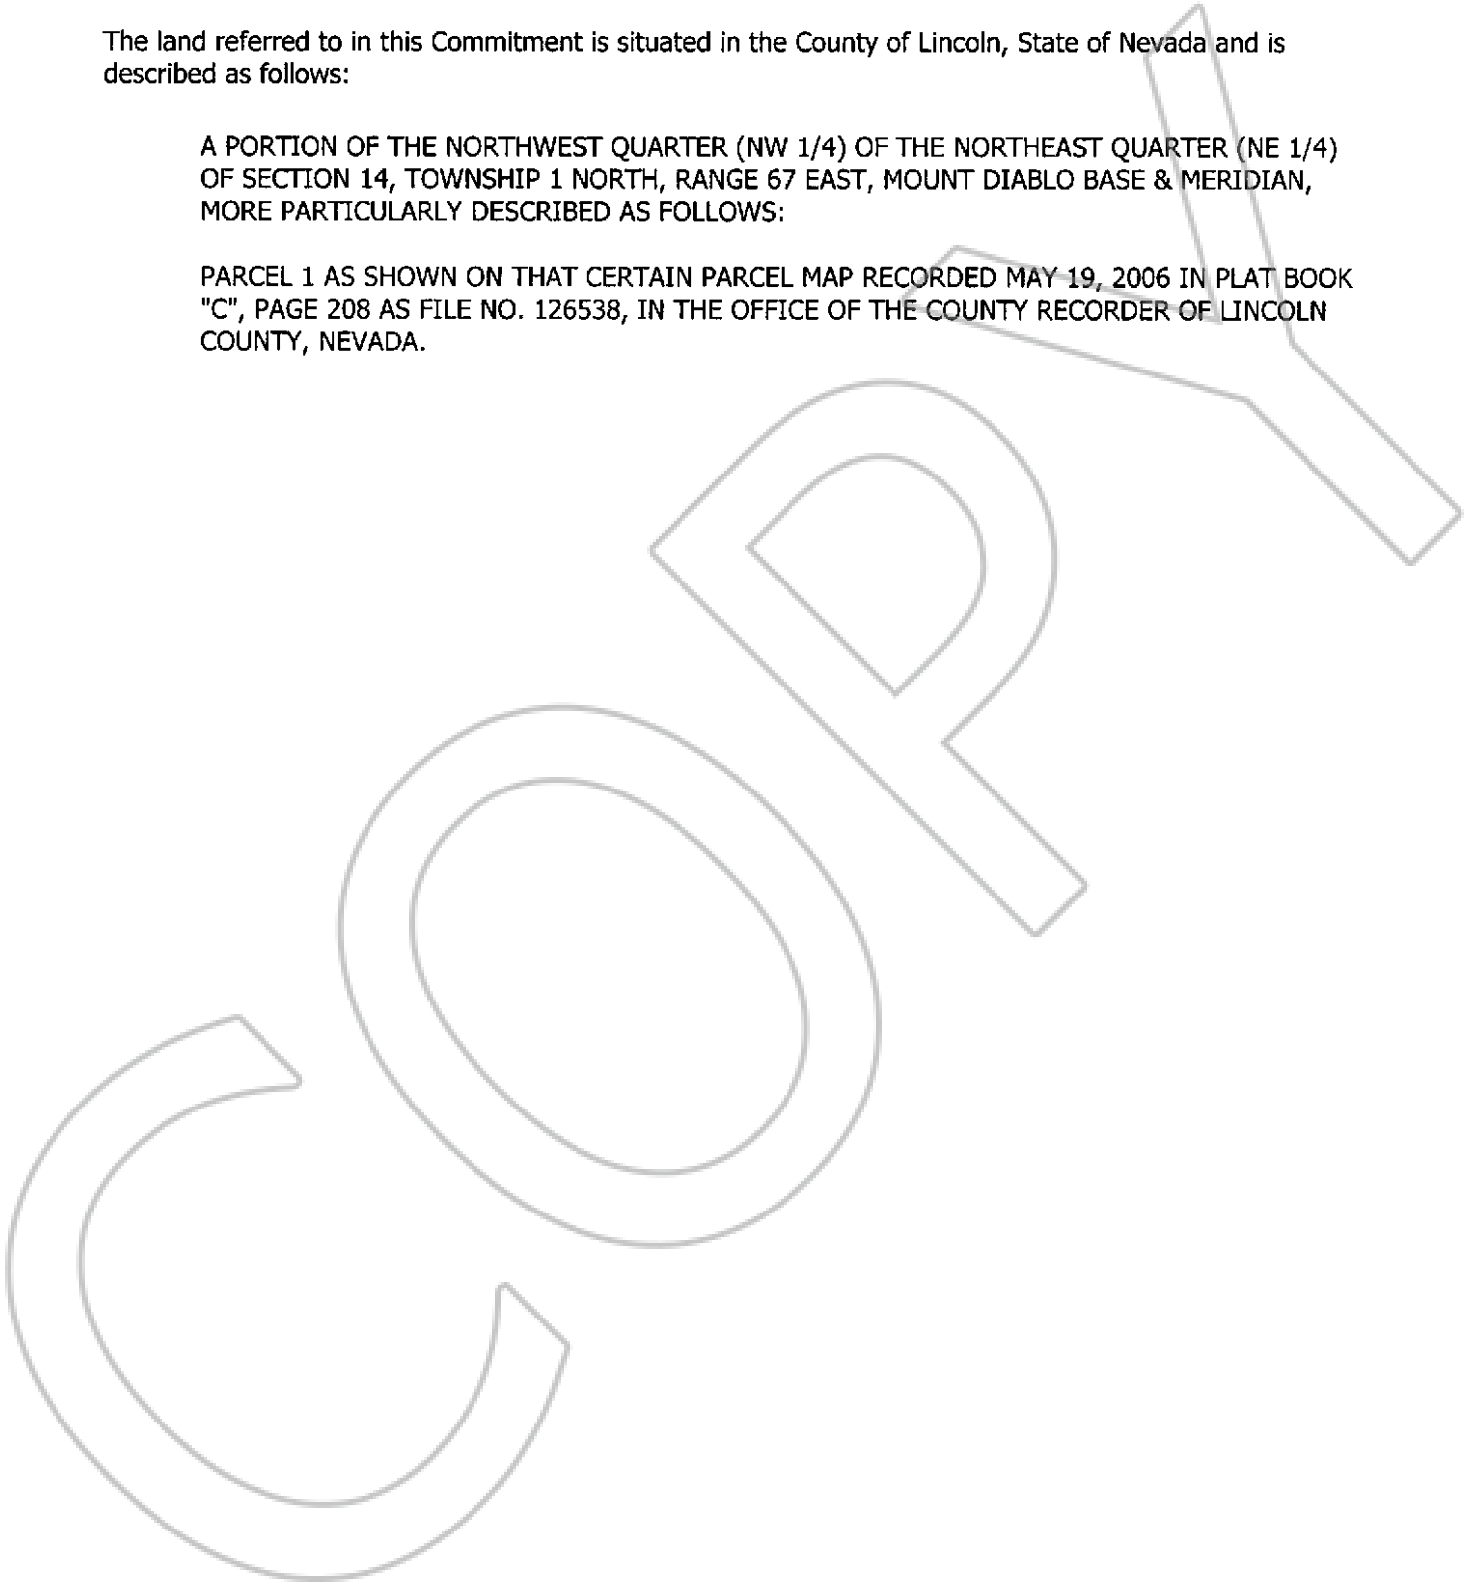 The land referred to in this Commitment is situated in the County of Lincoln, State of Nevada and is
described as follows:
A PORTION OF THE NORTHWEST QUARTER (NW 1/4) OF THE NORTHEAST QUARTER (NE 1/4)
OF SECTION 14, TOWNSHIP 1 NORTH, RANGE 67 EAST, MOUNT DIABLO BASE & MERIDIAN,
MORE PARTICULARLY DESCRIBED AS FOLLOWS:
PARCEL 1 AS SHOWN ON THAT CERTAIN PARCEL MAP RECORDED MAY 19, 2006 IN PLAT BOOK
"C", PAGE 208 AS FILE NO. 126538, IN THE OFFICE OF THE COUNTY RECORDER OF LINCOLN
COUNTY, NEVADA.
COPY